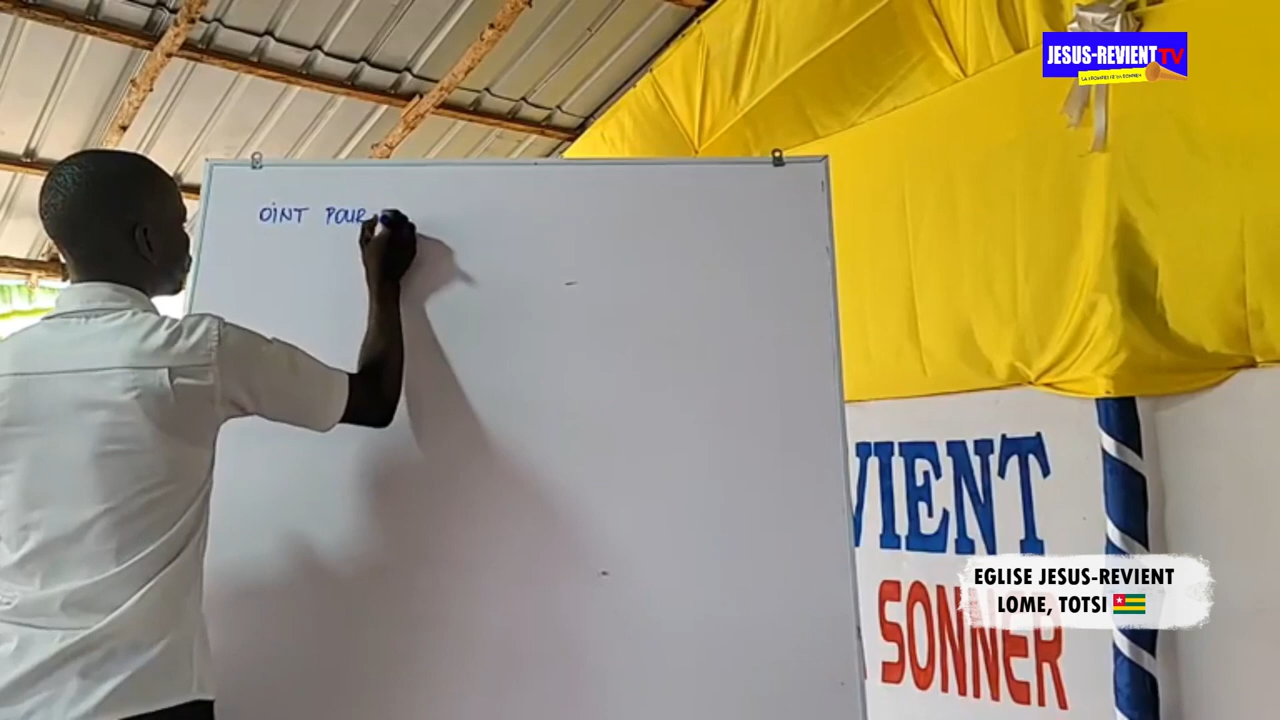 JESUS-REVIENT TV
OINT POUR
VIENT
SONNER
EGLISE JESUS-REVIENT
LOME, TOTSI